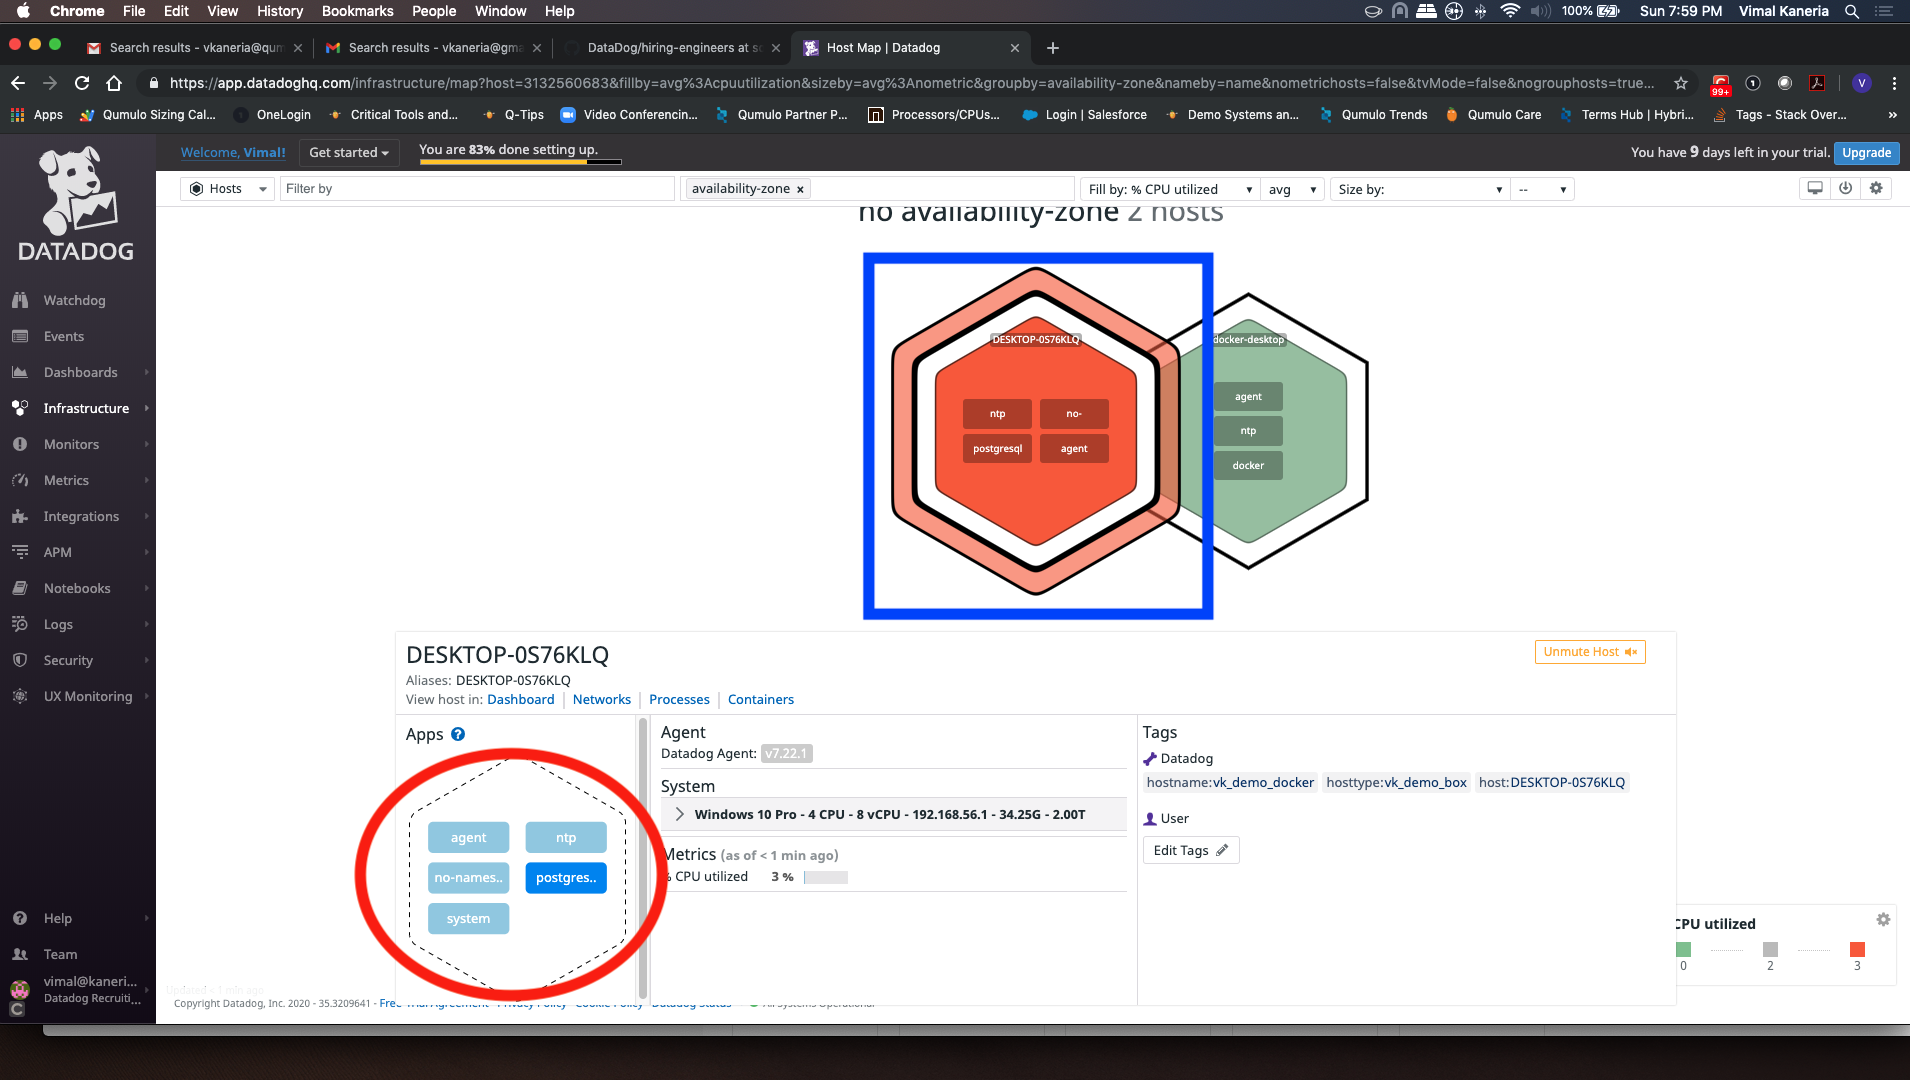 Chrome File Edit View History Bookmarks People Window Help 100% Sun 7:59 PM Vimal Kaneria
Search results - vkaneria@qum Search results - vkaneria@gma DataDog/hiring-engineers at so Host Map | Datadog
https://app.datadoghq.com/infrastructure/map?host=3132560683&fillby=avg%3Acpuutilization&sizeby=avg%3Anometric&groupby=availability-zone&nameby=name&nometrichosts=false&tvMode=false&nogrouphosts=true... 99+ V
Apps Qumulo Sizing Cal... OneLogin Critical Tools and... Q-Tips Video Conferencin... Qumulo Partner P... Processors/CPUs... Login | Salesforce Demo Systems an... Qumulo Trends Qumulo Care Terms Hub | Hybri... Tags - Stack Over... »
Welcome, Vimal! Get started You are 83% done setting up. You have 9 days left in your trial. Upgrade
Hosts Filter by availability-zone × Fill by: % CPU utilized avg Size by: --
no availability-zone 2 hosts
DATADOG
Watchdog
Events
Dashboards
Infrastructure
Monitors
Metrics
Integrations
APM
Notebooks
Logs
Security
UX Monitoring
Help
Team
vimal@kaneri...
Datadog Recruiti...
DESKTOP-0S76KLQ
ntp no-
postgresql agent
docker-desktop
agent
ntp
docker
DESKTOP-0S76KLQ
Unmute Host
Aliases: DESKTOP-0S76KLQ
View host in: Dashboard Networks Processes Containers
Apps ?
agent ntp
no-names.. postgres..
system
Agent
Datadog Agent: v7.22.1
System
Windows 10 Pro - 4 CPU - 8 vCPU - 192.168.56.1 - 34.25G - 2.00T
Metrics (as of < 1 min ago)
% CPU utilized 3 %
Tags
Datadog
hostname:vk_demo_docker hosttype:vk_demo_box host:DESKTOP-0S76KLQ
User
Edit Tags
CPU utilized
0 2 3
Updated < 1 min ago
Copyright Datadog, Inc. 2020 - 35.3209641 - Free Trial Agreement - Privacy Policy - Cookie Policy - Datadog Status - All Systems Operational